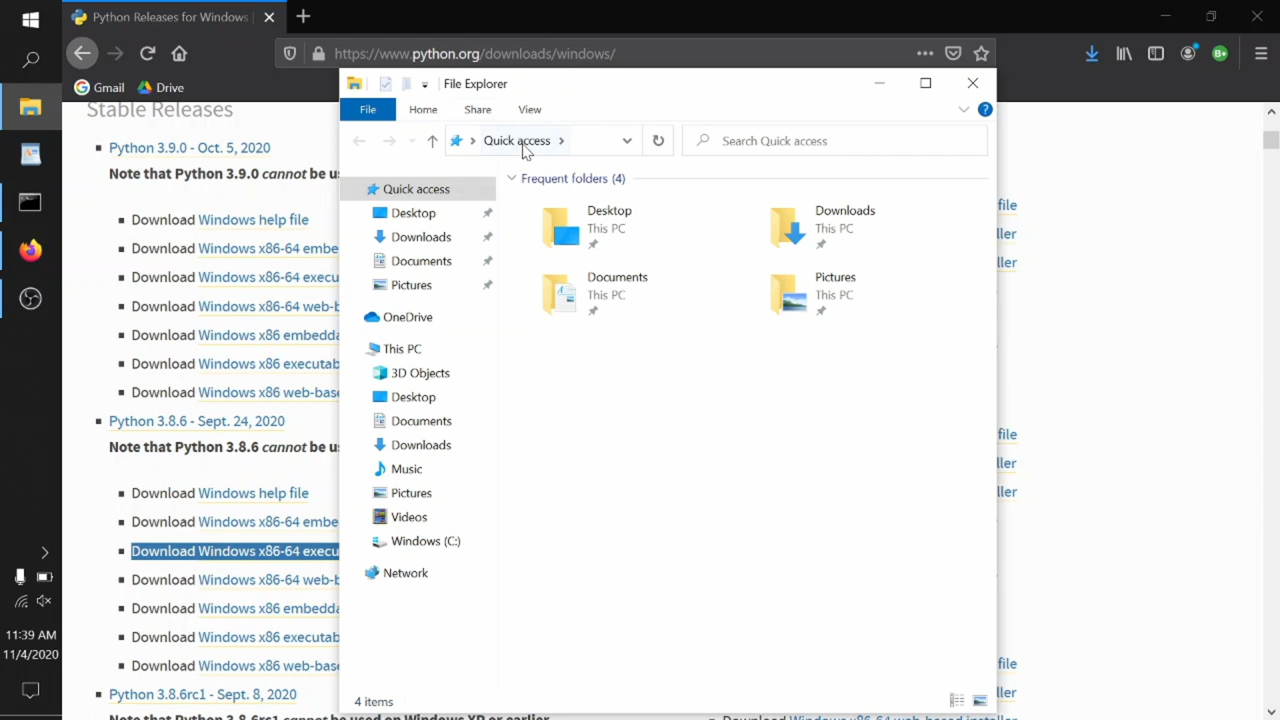 Python Releases for Windows |
https://www.python.org/downloads/windows/
Gmail
Drive
File Explorer
File
Home
Share
View
Quick access
Search Quick access
Quick access
Desktop
Downloads
Documents
Pictures
OneDrive
This PC
3D Objects
Desktop
Documents
Downloads
Music
Pictures
Videos
Windows (C:)
Network
Frequent folders (4)
Desktop
This PC
Downloads
This PC
Documents
This PC
Pictures
This PC
4 items
Stable Releases
Python 3.9.0 - Oct. 5, 2020
Note that Python 3.9.0 cannot be u
Download Windows help file
Download Windows x86-64 embe
Download Windows x86-64 execu
Download Windows x86-64 web-b
Download Windows x86 embedda
Download Windows x86 executab
Download Windows x86 web-base
Python 3.8.6 - Sept. 24, 2020
Note that Python 3.8.6 cannot be u
Download Windows help file
Download Windows x86-64 embe
Download Windows x86-64 execu
Download Windows x86-64 web-b
Download Windows x86 embedda
Download Windows x86 executab
Download Windows x86 web-base
Python 3.8.6rc1 - Sept. 8, 2020
file
ller
ller
file
ller
ller
file
ller
11:39 AM
11/4/2020